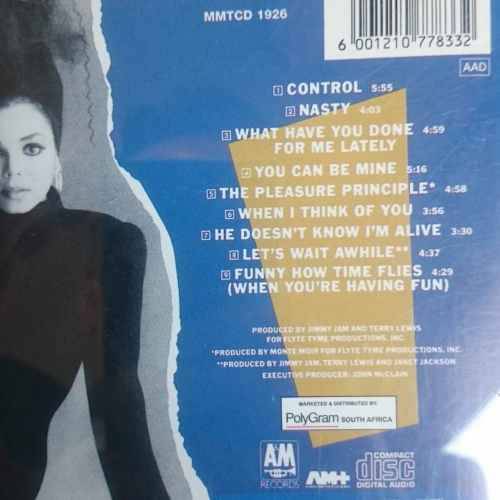 MMTCD 1926
6 001210 778332
AAD
1 CONTROL 5:55
2 NASTY 4:03
3 WHAT HAVE YOU DONE 4:59
FOR ME LATELY
4 YOU CAN BE MINE 5:16
5 THE PLEASURE PRINCIPLE* 4:58
6 WHEN I THINK OF YOU 3:56
7 HE DOESN'T KNOW I'M ALIVE 3:30
8 LET'S WAIT AWHILE** 4:37
9 FUNNY HOW TIME FLIES 4:29
(WHEN YOU'RE HAVING FUN)
PRODUCED BY JIMMY JAM AND TERRY LEWIS
FOR FLYTE TYME PRODUCTIONS, INC.
*PRODUCED BY MONTE MOIR FOR FLYTE TYME PRODUCTIONS, INC.
**PRODUCED BY JIMMY JAM, TERRY LEWIS AND JANET JACKSON
EXECUTIVE PRODUCER: JOHN McCLAIN
MARKETED & DISTRIBUTED BY:
PolyGram SOUTH AFRICA
A&M
RECORDS
AM+
COMPACT
disc
DIGITAL AUDIO